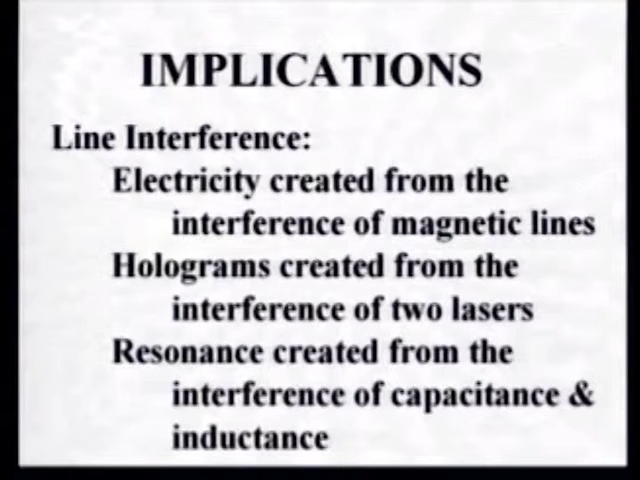 IMPLICATIONS
Line Interference:
Electricity created from the
interference of magnetic lines
Holograms created from the
interference of two lasers
Resonance created from the
interference of capacitance &
inductance